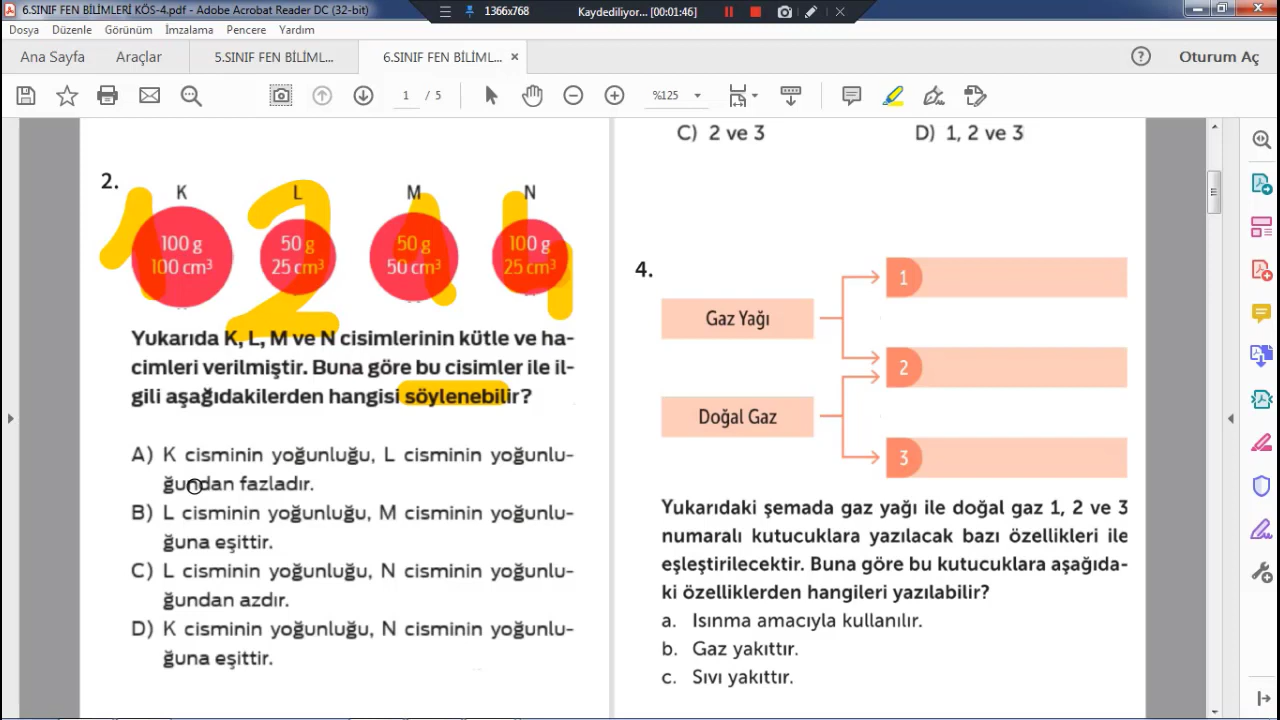 6.SINIF FEN BİLİMLERİ KÖS-4.pdf - Adobe Acrobat Reader DC (32-bit)
1366x768
Kaydediliyor... [00:01:46]
Dosya Düzenle Görünüm İmzalama Pencere Yardım
Ana Sayfa Araçlar 5.SINIF FEN BİLİML... 6.SINIF FEN BİLİML... × Oturum Aç
1 / 5 %125
2.
K L M N
100 g 50 g 50 g 100 g
100 cm³ 25 cm³ 50 cm³ 25 cm³
1 2 1 4
Yukarıda K, L, M ve N cisimlerinin kütle ve ha-
cimleri verilmiştir. Buna göre bu cisimler ile il-
gili aşağıdakilerden hangisi söylenebilir?
A) K cisminin yoğunluğu, L cisminin yoğunlu-
ğundan fazladır.
B) L cisminin yoğunluğu, M cisminin yoğunlu-
ğuna eşittir.
C) L cisminin yoğunluğu, N cisminin yoğunlu-
ğundan azdır.
D) K cisminin yoğunluğu, N cisminin yoğunlu-
ğuna eşittir.
C) 2 ve 3 D) 1, 2 ve 3
4.
Gaz Yağı
Doğal Gaz
1
2
3
Yukarıdaki şemada gaz yağı ile doğal gaz 1, 2 ve 3
numaralı kutucuklara yazılacak bazı özellikleri ile
eşleştirilecektir. Buna göre bu kutucuklara aşağıda-
ki özelliklerden hangileri yazılabilir?
a. Isınma amacıyla kullanılır.
b. Gaz yakıttır.
c. Sıvı yakıttır.